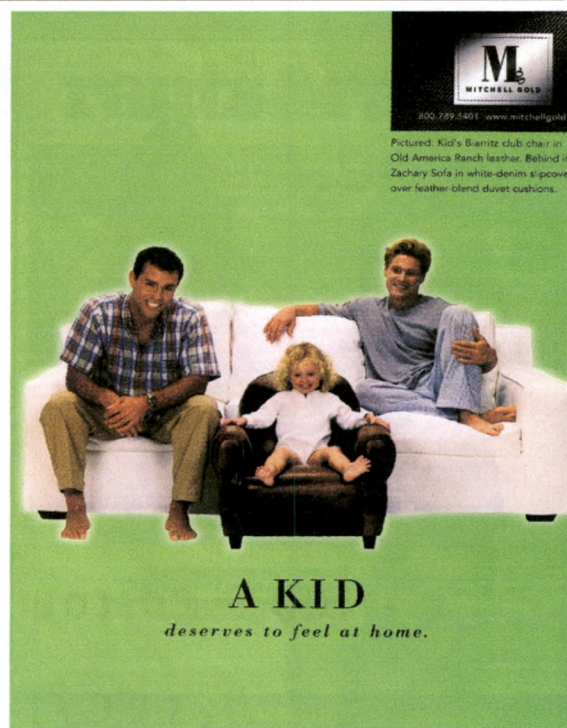 Mg
MITCHELL GOLD
800.789.5401 www.mitchellgold
Pictured: Kid's Biarritz club chair in
Old America Ranch leather. Behind i
Zachary Sofa in white-denim slipcove
over feather-blend duvet cushions.
A KID
deserves to feel at home.